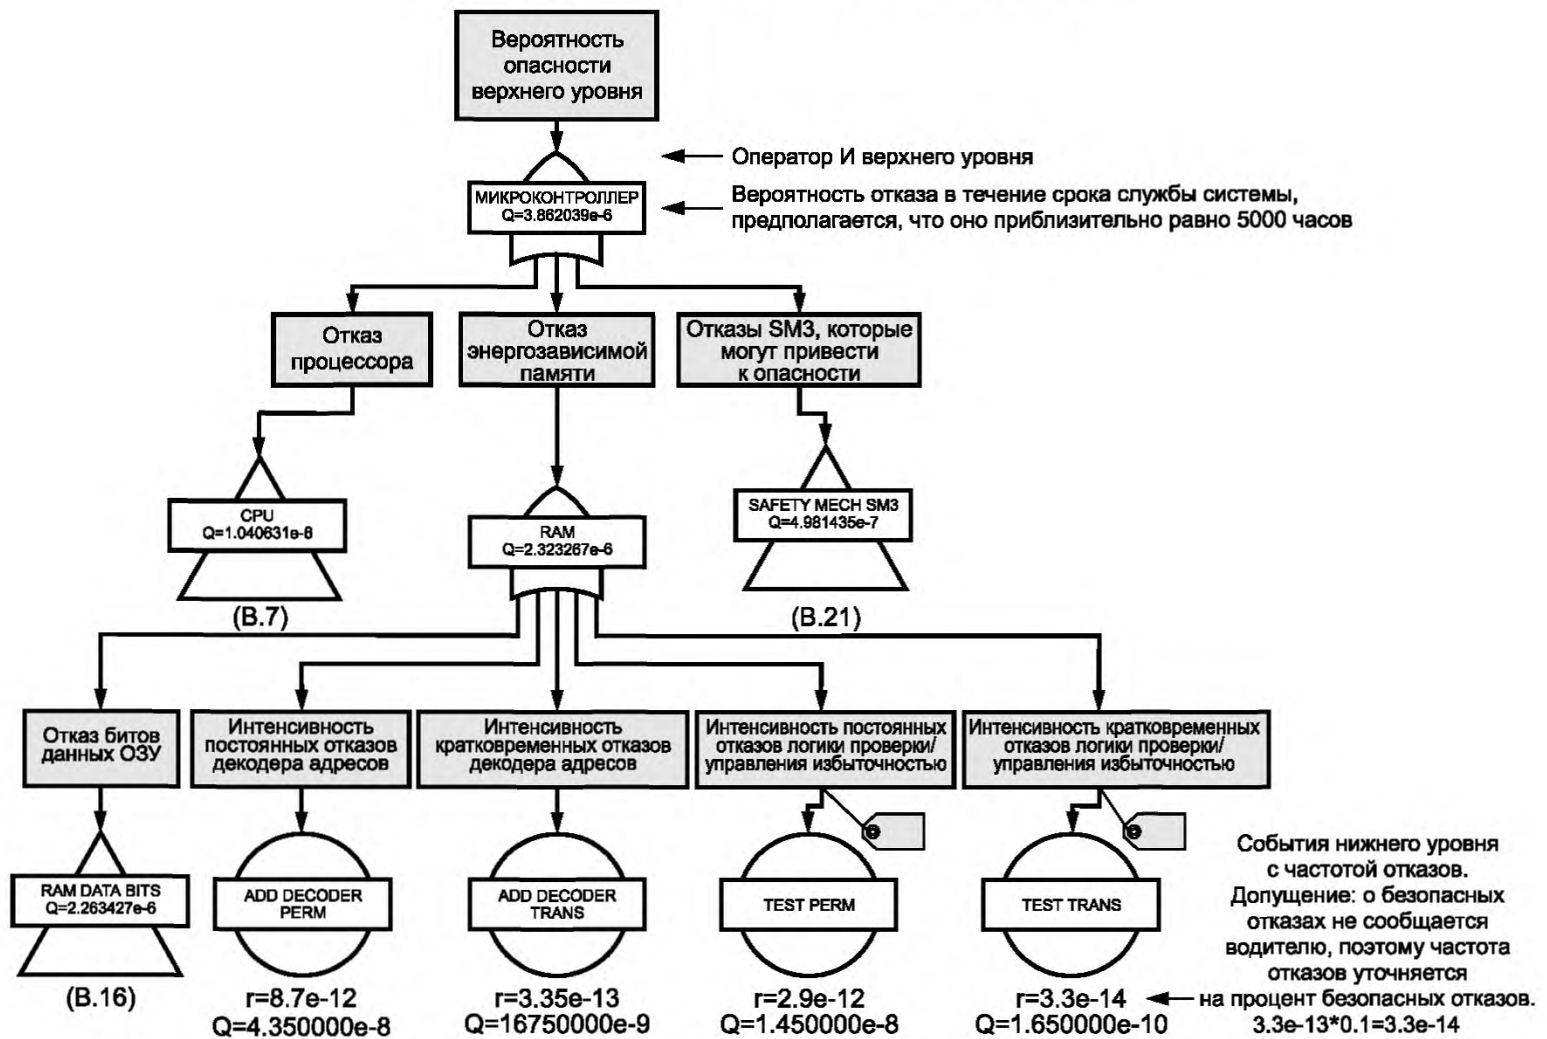 Вероятность
опасности
верхнего уровня
Оператор И верхнего уровня
МИКРОКОНТРОЛЛЕР
Q=3.862039e-6
Вероятность отказа в течение срока службы системы,
предполагается, что оно приблизительно равно 5000 часов
Отказ
процессора
Отказ
энергозависимой
памяти
Отказы SM3, которые
могут привести
к опасности
CPU
Q=1.040631e-8
(B.7)
RAM
Q=2.323267e-6
SAFETY MECH SM3
Q=4.981435e-7
(B.21)
Отказ битов
данных ОЗУ
Интенсивность
постоянных отказов
декодера адресов
Интенсивность
кратковременных отказов
декодера адресов
Интенсивность постоянных
отказов логики проверки/
управления избыточностью
Интенсивность кратковременных
отказов логики проверки/
управления избыточностью
RAM DATA BITS
Q=2.263427e-6
(B.16)
ADD DECODER
PERM
r=8.7e-12
Q=4.350000e-8
ADD DECODER
TRANS
r=3.35e-13
Q=16750000e-9
TEST PERM
r=2.9e-12
Q=1.450000e-8
TEST TRANS
r=3.3e-14
Q=1.650000e-10
События нижнего уровня
с частотой отказов.
Допущение: о безопасных
отказах не сообщается
водителю, поэтому частота
отказов уточняется
на процент безопасных отказов.
3.3e-13*0.1=3.3e-14